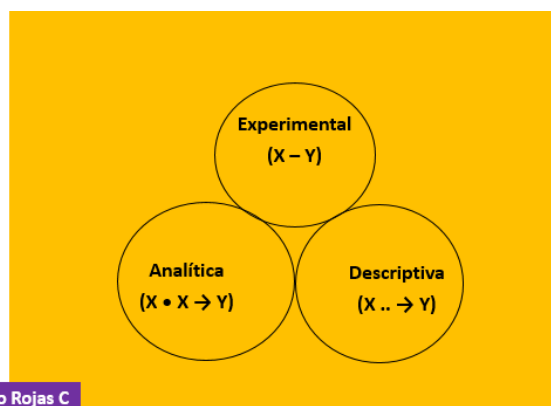 Experimental
(X – Y)
Analítica
(X • X → Y)
Descriptiva
(X .. → Y)
Rojas C